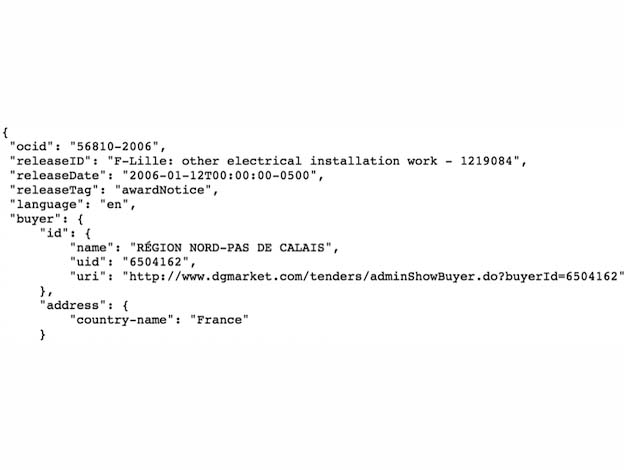 {
"ocid": "56810-2006",
"releaseID": "F-Lille: other electrical installation work - 1219084",
"releaseDate": "2006-01-12T00:00:00-0500",
"releaseTag": "awardNotice",
"language": "en",
"buyer": {
"id": {
"name": "RÉGION NORD-PAS DE CALAIS",
"uid": "6504162",
"uri": "http://www.dgmarket.com/tenders/adminShowBuyer.do?buyerId=6504162"
},
"address": {
"country-name": "France"
}